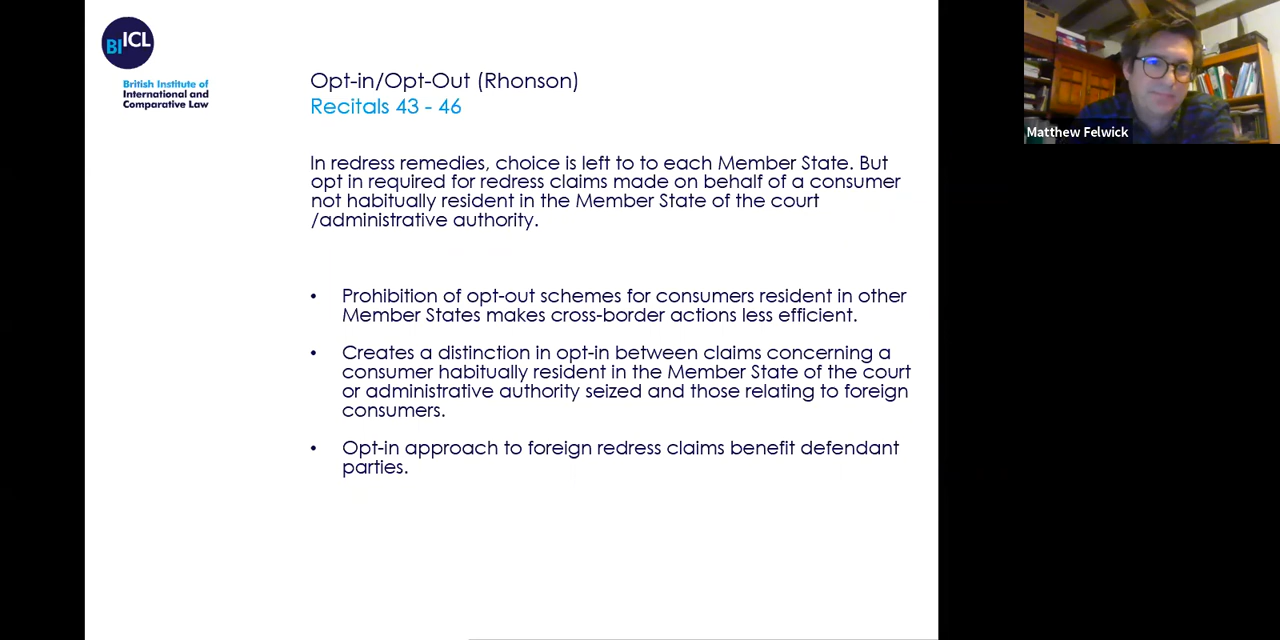 BIICL
British Institute of
International and
Comparative Law
Opt-in/Opt-Out (Rhonson)
Recitals 43 - 46
In redress remedies, choice is left to to each Member State. But
opt in required for redress claims made on behalf of a consumer
not habitually resident in the Member State of the court
/administrative authority.
• Prohibition of opt-out schemes for consumers resident in other
Member States makes cross-border actions less efficient.
• Creates a distinction in opt-in between claims concerning a
consumer habitually resident in the Member State of the court
or administrative authority seized and those relating to foreign
consumers.
• Opt-in approach to foreign redress claims benefit defendant
parties.
Matthew Felwick